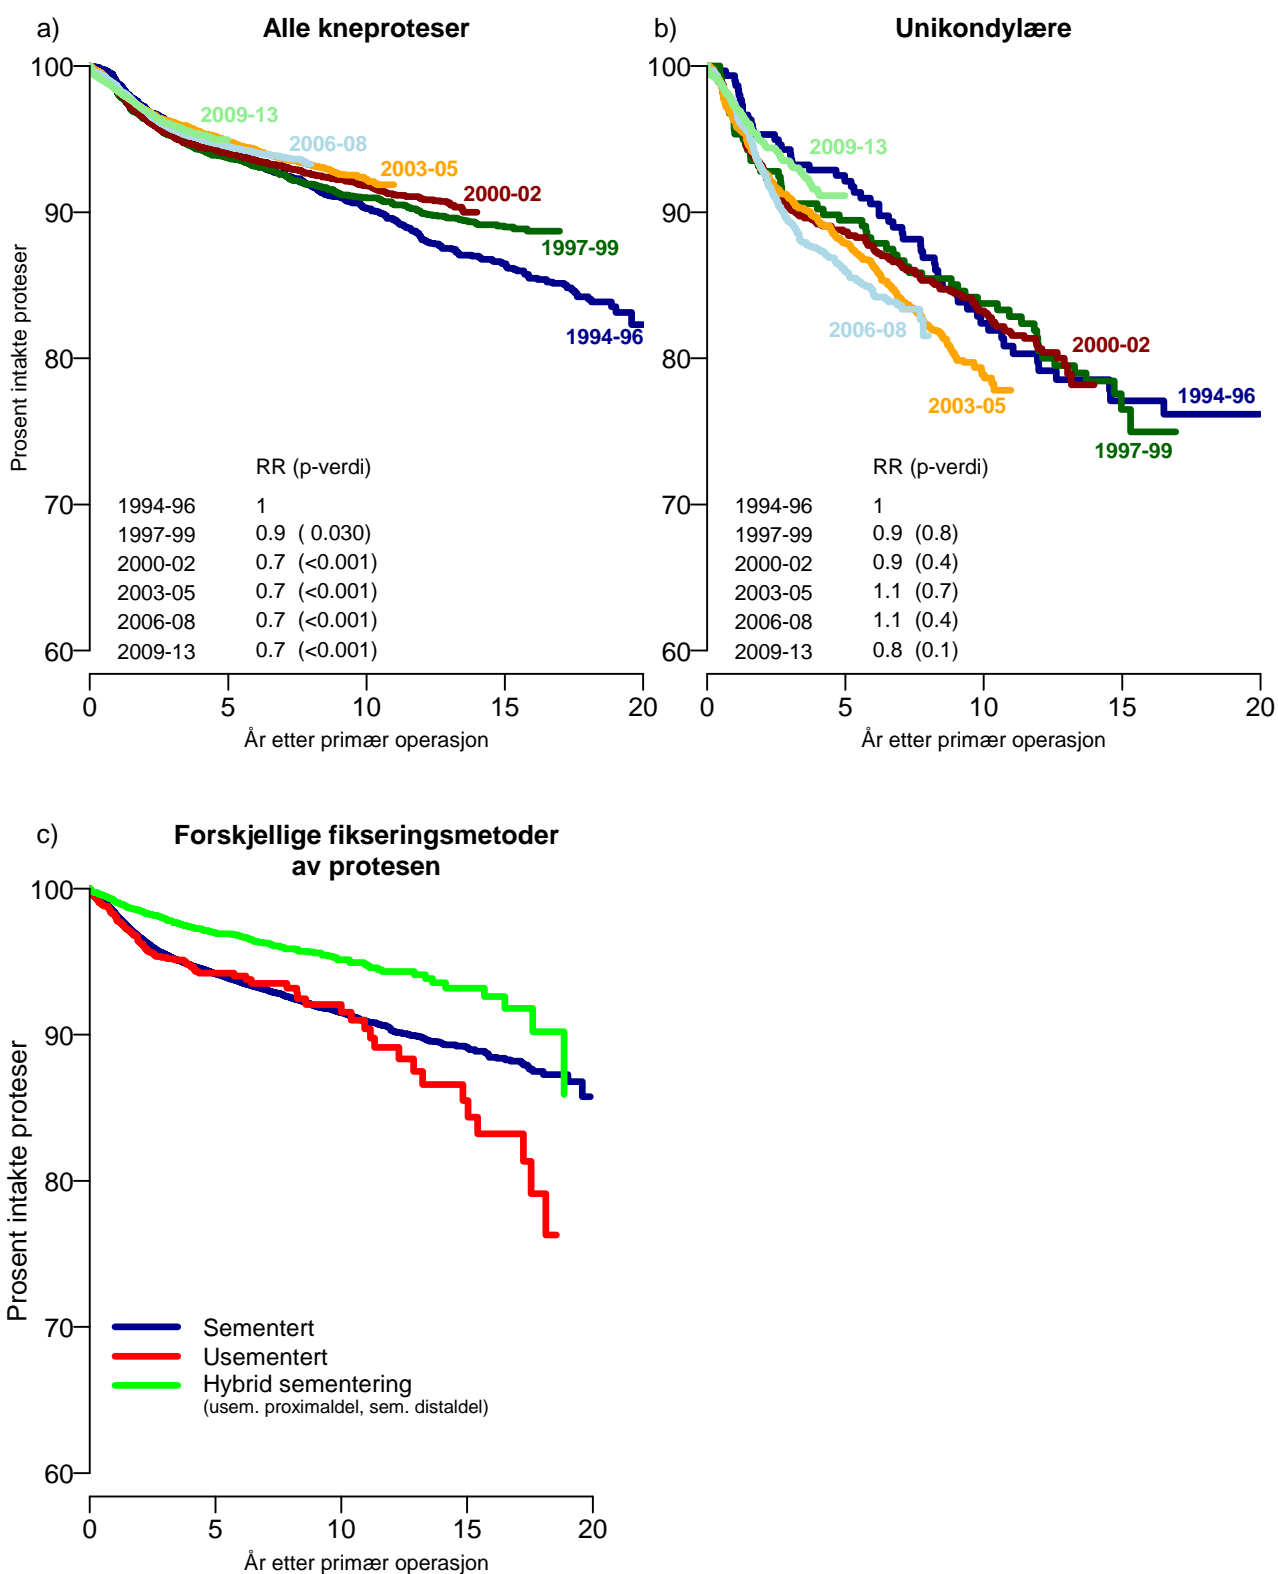 a)
Alle kneproteser
100
90
80
70
60
Prosent intakte proteser
2009-13
2006-08
2003-05
2000-02
1997-99
1994-96
RR (p-verdi)
1994-96 1
1997-99 0.9 ( 0.030)
2000-02 0.7 (<0.001)
2003-05 0.7 (<0.001)
2006-08 0.7 (<0.001)
2009-13 0.7 (<0.001)
0 5 10 15 20
År etter primær operasjon
b)
Unikondylære
100
90
80
70
60
2009-13
2006-08
2000-02
2003-05
1994-96
1997-99
RR (p-verdi)
1994-96 1
1997-99 0.9 (0.8)
2000-02 0.9 (0.4)
2003-05 1.1 (0.7)
2006-08 1.1 (0.4)
2009-13 0.8 (0.1)
0 5 10 15 20
År etter primær operasjon
c)
Forskjellige fikseringsmetoder
av protesen
100
90
80
70
60
Prosent intakte proteser
Sementert
Usementert
Hybrid sementering
(usem. proximaldel, sem. distaldel)
0 5 10 15 20
År etter primær operasjon